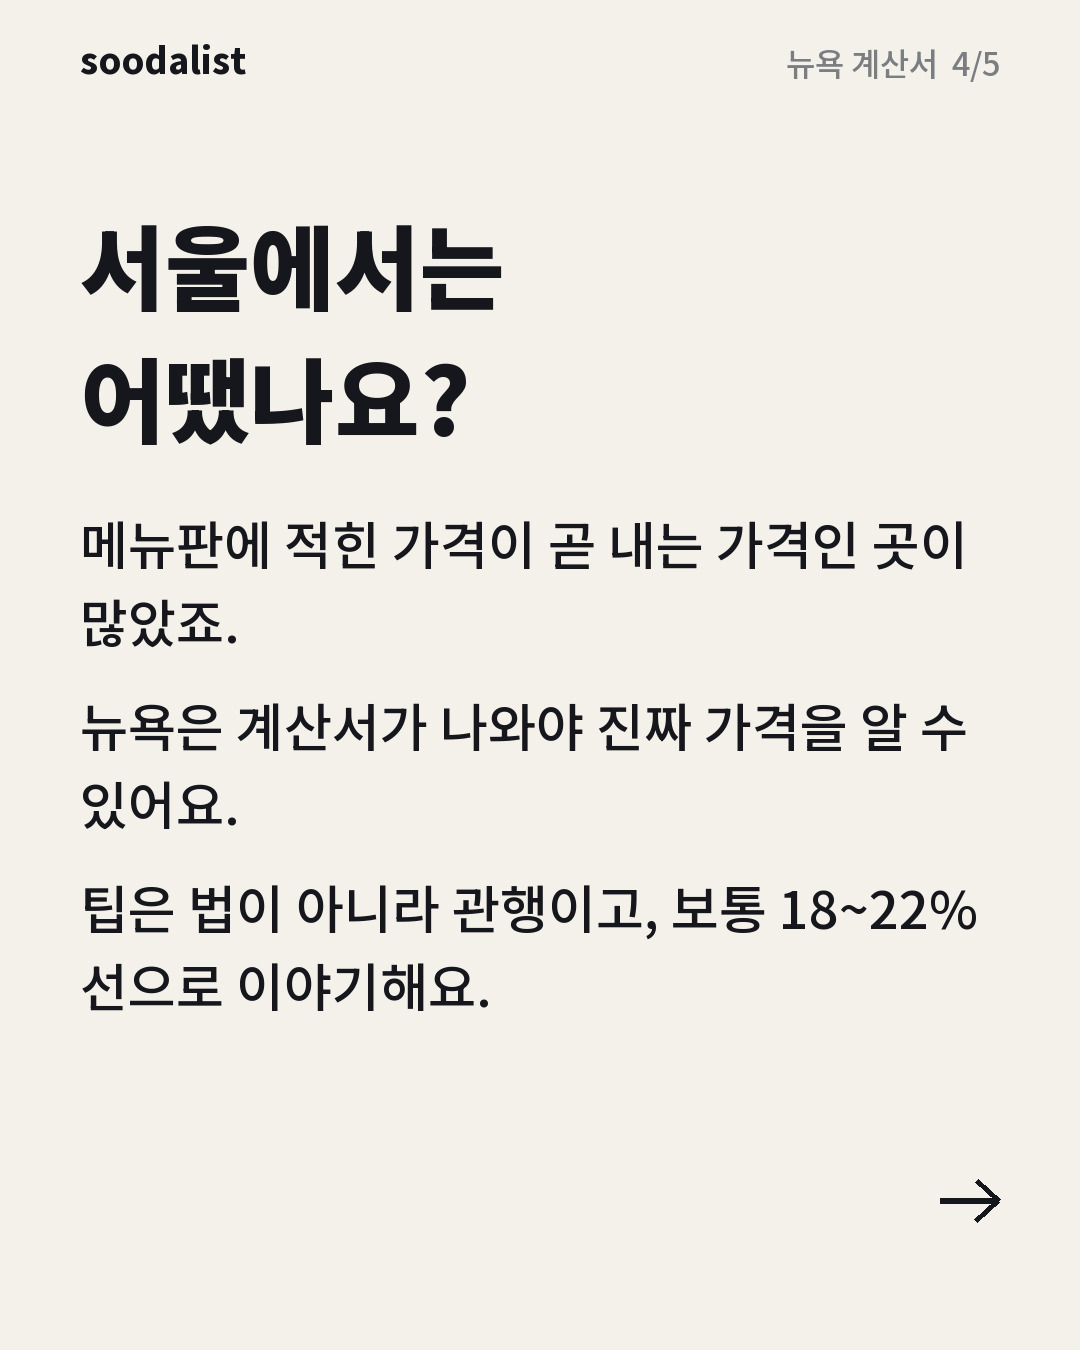 soodalist
뉴욕 계산서 4/5
서울에서는
어땠나요?
메뉴판에 적힌 가격이 곧 내는 가격인 곳이
많았죠.
뉴욕은 계산서가 나와야 진짜 가격을 알 수
있어요.
팁은 법이 아니라 관행이고, 보통 18~22%
선으로 이야기해요.